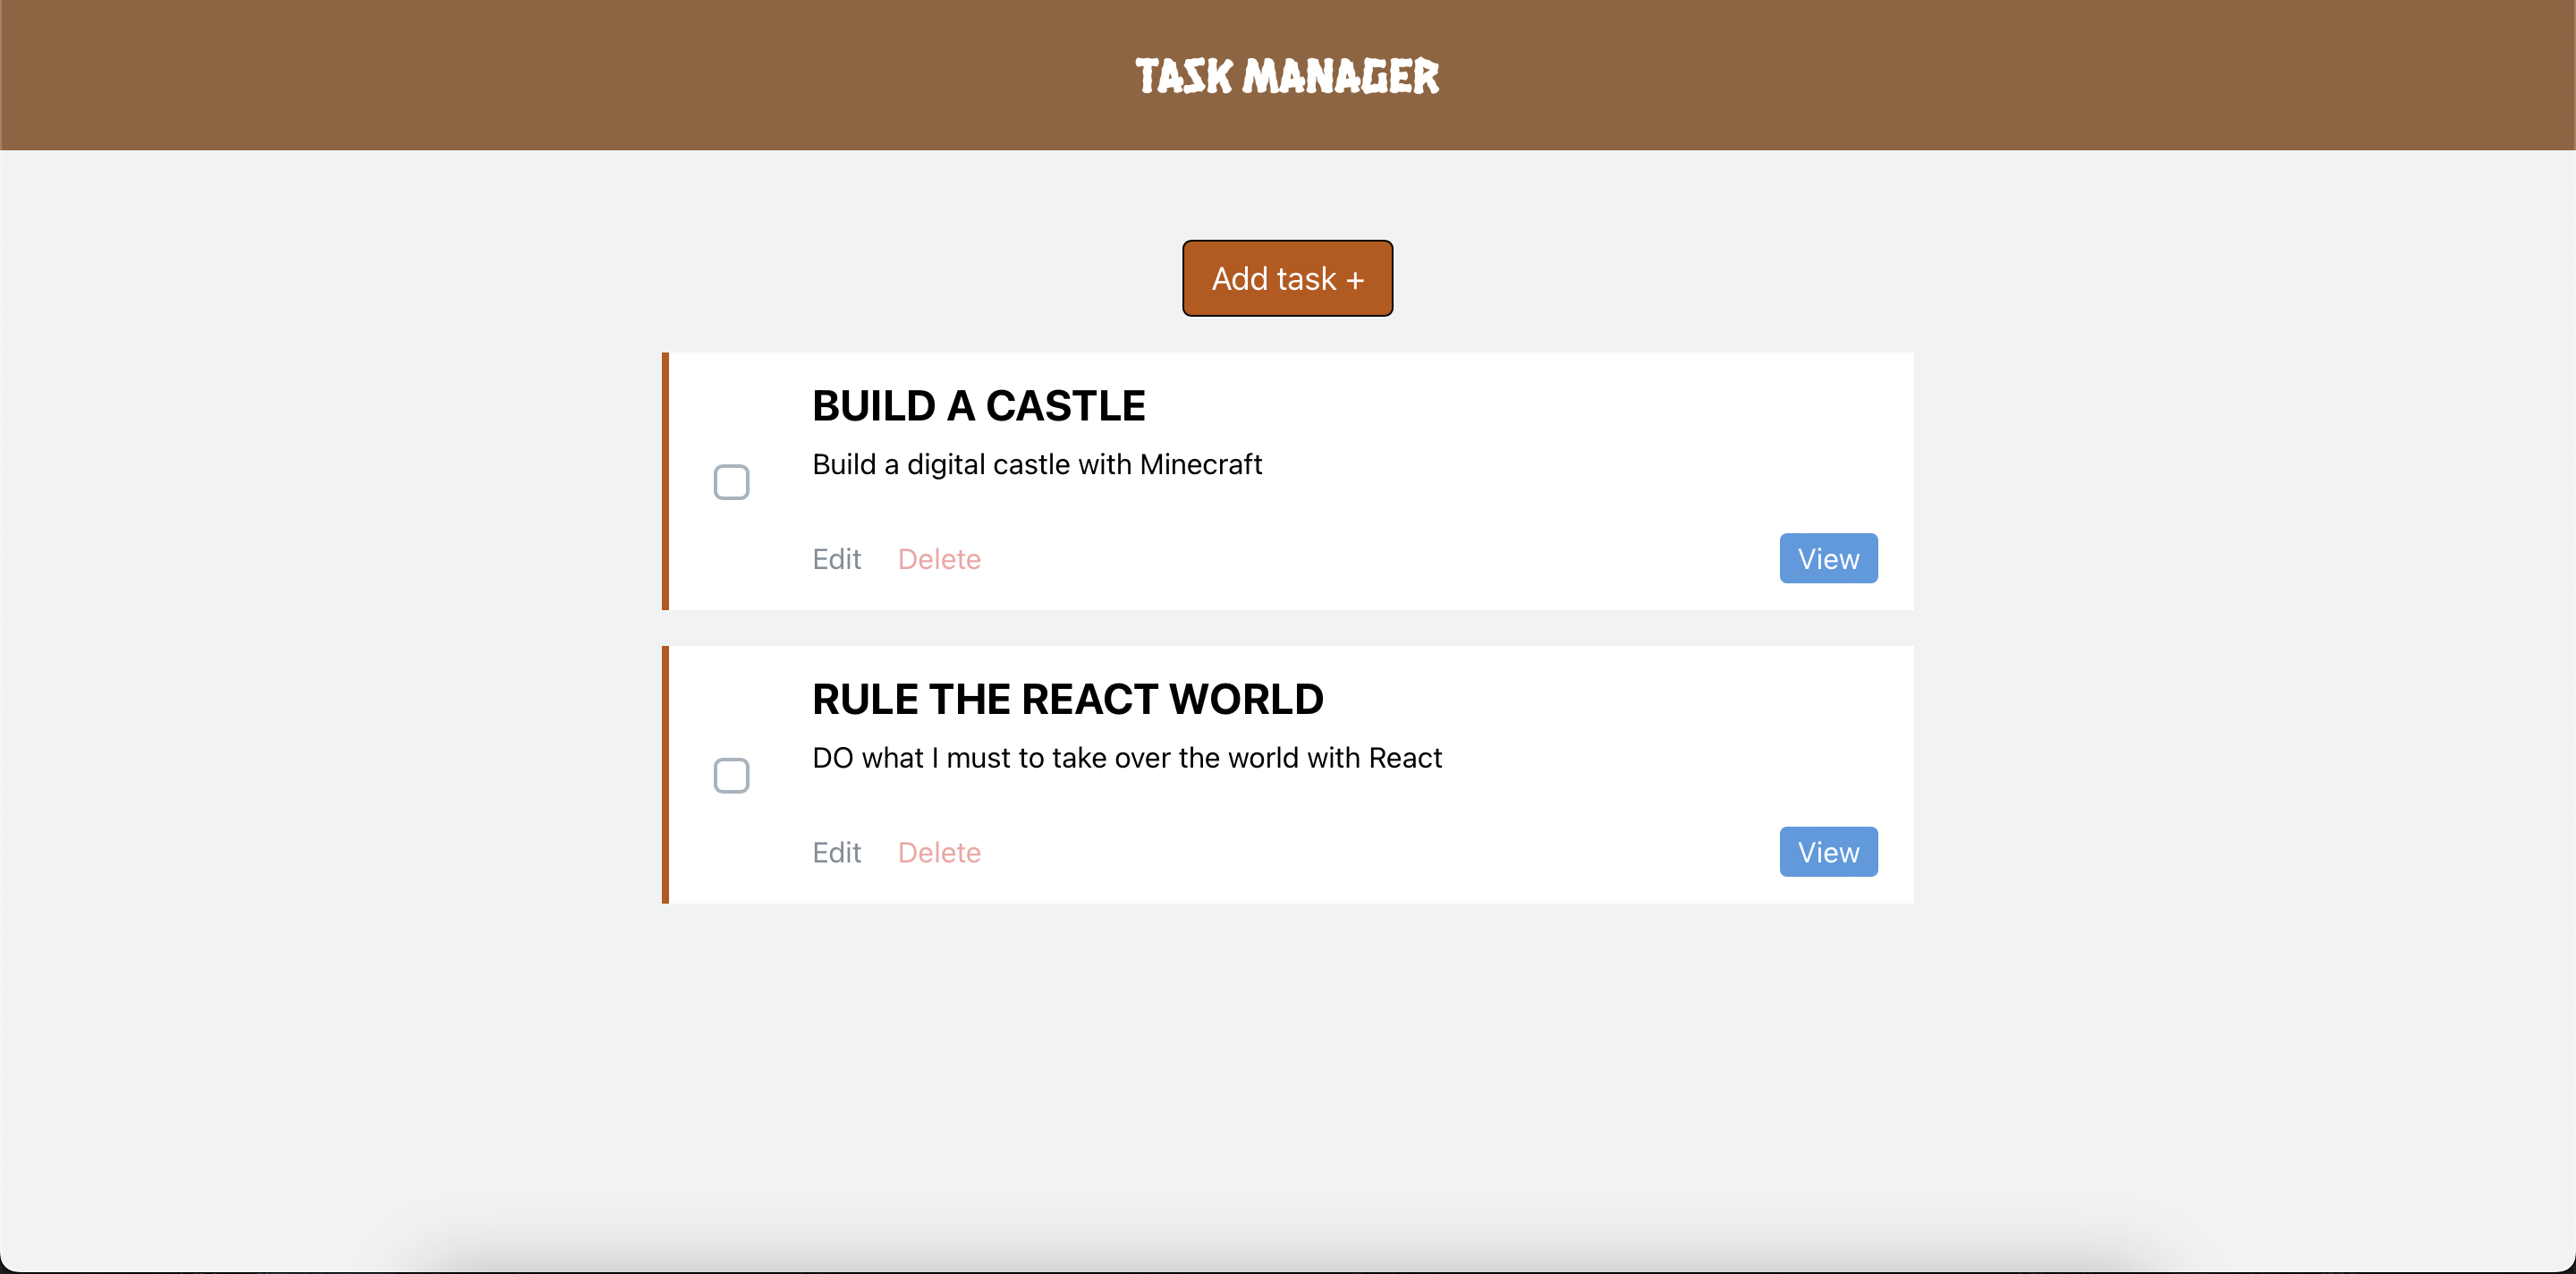 TASK MANAGER
Add task +
BUILD A CASTLE
Build a digital castle with Minecraft
Edit Delete View
RULE THE REACT WORLD
DO what I must to take over the world with React
Edit Delete View